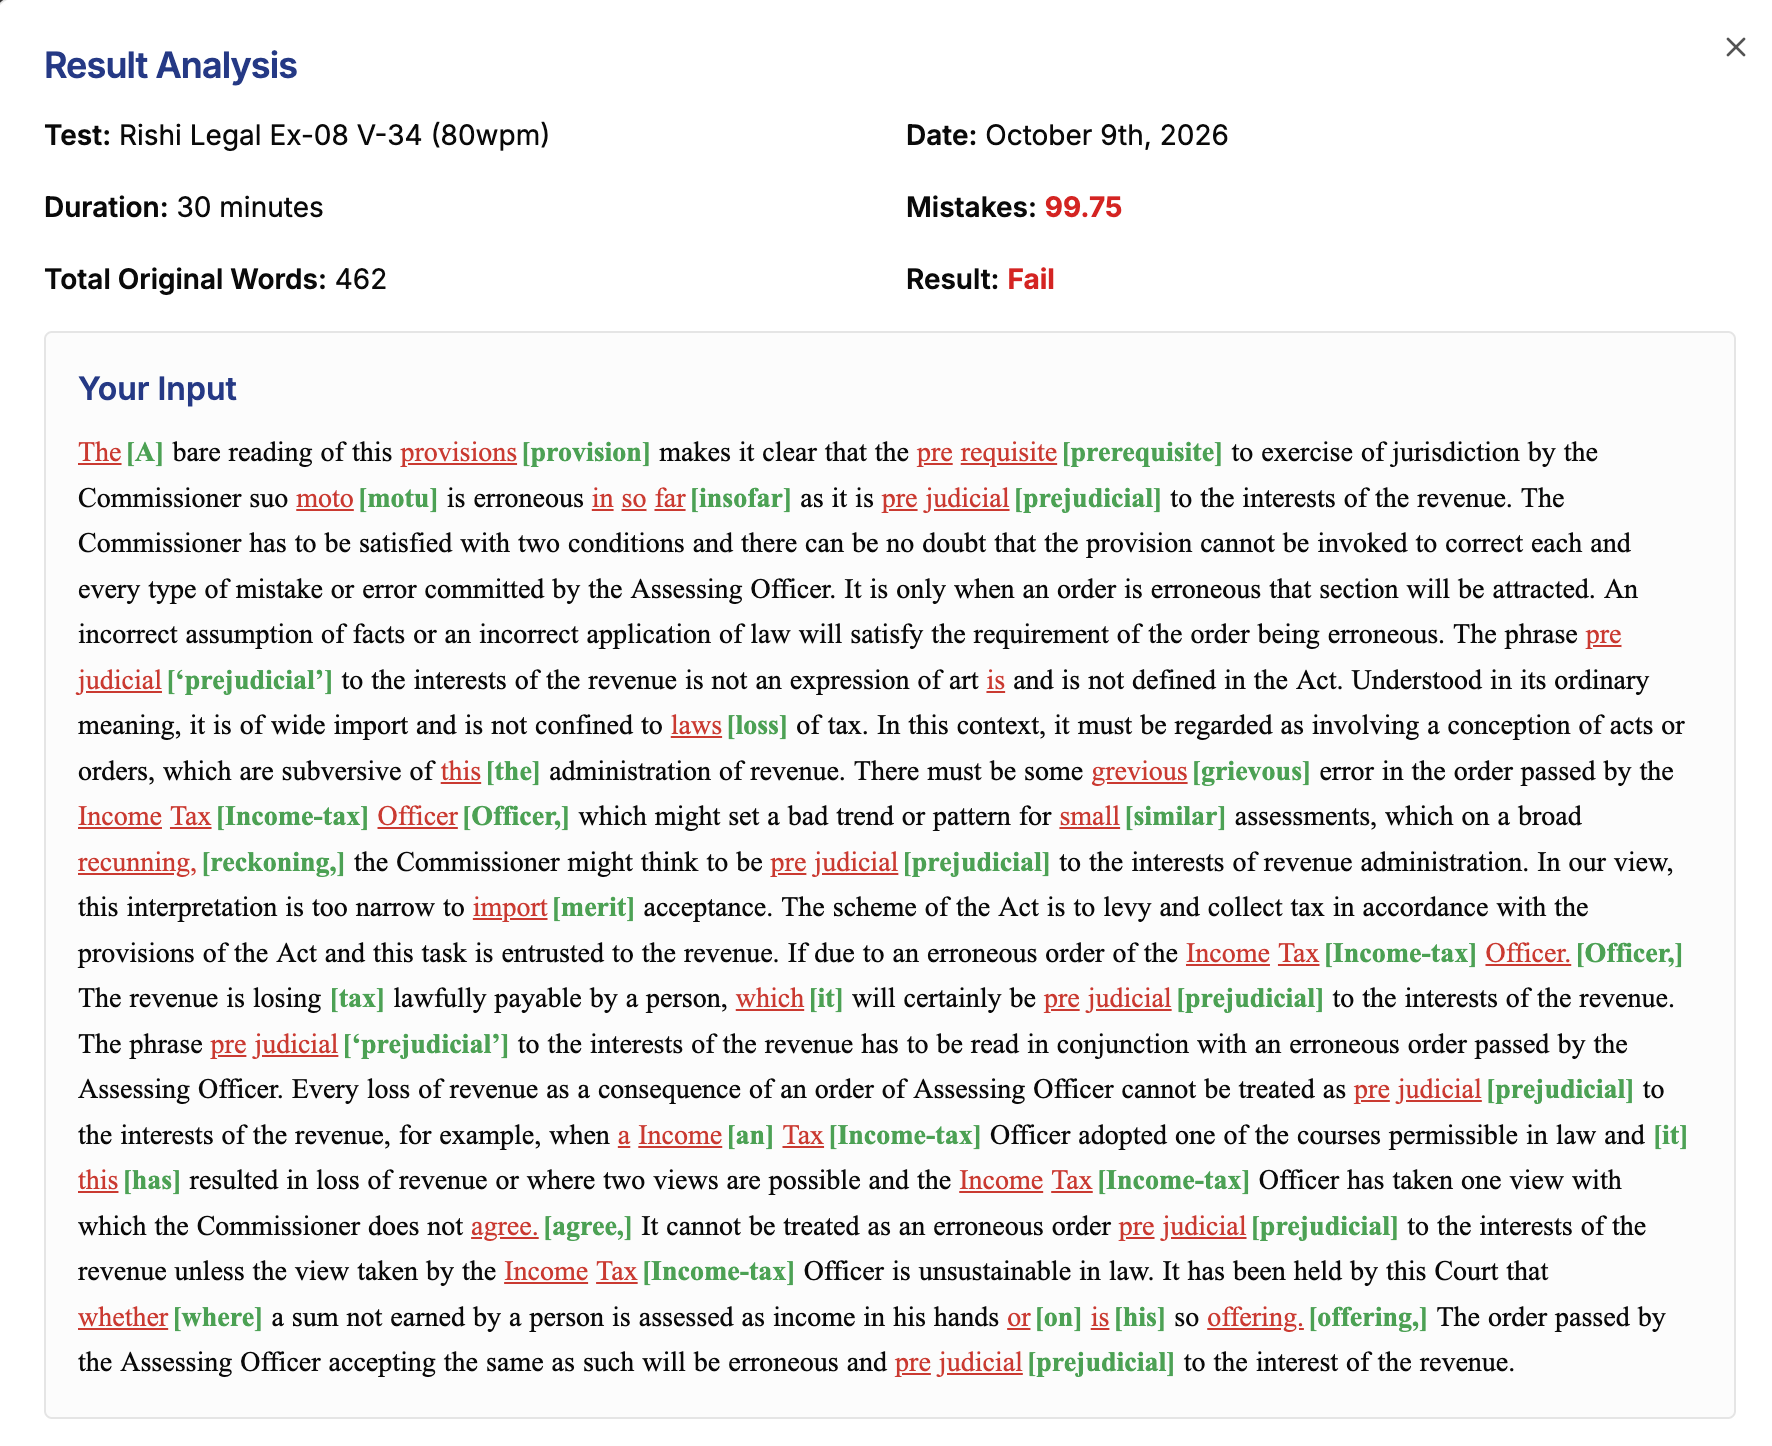 Result Analysis
Test: Rishi Legal Ex-08 V-34 (80wpm)
Date: October 9th, 2026
Duration: 30 minutes
Mistakes: 99.75
Total Original Words: 462
Result: Fail
Your Input
The [A] bare reading of this provisions [provision] makes it clear that the pre requisite [prerequisite] to exercise of jurisdiction by the
Commissioner suo moto [motu] is erroneous in so far [insofar] as it is pre judicial [prejudicial] to the interests of the revenue. The
Commissioner has to be satisfied with two conditions and there can be no doubt that the provision cannot be invoked to correct each and
every type of mistake or error committed by the Assessing Officer. It is only when an order is erroneous that section will be attracted. An
incorrect assumption of facts or an incorrect application of law will satisfy the requirement of the order being erroneous. The phrase pre
judicial [‘prejudicial’] to the interests of the revenue is not an expression of art is and is not defined in the Act. Understood in its ordinary
meaning, it is of wide import and is not confined to laws [loss] of tax. In this context, it must be regarded as involving a conception of acts or
orders, which are subversive of this [the] administration of revenue. There must be some grevious [grievous] error in the order passed by the
Income Tax [Income-tax] Officer [Officer,] which might set a bad trend or pattern for small [similar] assessments, which on a broad
recunning, [reckoning,] the Commissioner might think to be pre judicial [prejudicial] to the interests of revenue administration. In our view,
this interpretation is too narrow to import [merit] acceptance. The scheme of the Act is to levy and collect tax in accordance with the
provisions of the Act and this task is entrusted to the revenue. If due to an erroneous order of the Income Tax [Income-tax] Officer. [Officer,]
The revenue is losing [tax] lawfully payable by a person, which [it] will certainly be pre judicial [prejudicial] to the interests of the revenue.
The phrase pre judicial [‘prejudicial’] to the interests of the revenue has to be read in conjunction with an erroneous order passed by the
Assessing Officer. Every loss of revenue as a consequence of an order of Assessing Officer cannot be treated as pre judicial [prejudicial] to
the interests of the revenue, for example, when a Income [an] Tax [Income-tax] Officer adopted one of the courses permissible in law and [it]
this [has] resulted in loss of revenue or where two views are possible and the Income Tax [Income-tax] Officer has taken one view with
which the Commissioner does not agree. [agree,] It cannot be treated as an erroneous order pre judicial [prejudicial] to the interests of the
revenue unless the view taken by the Income Tax [Income-tax] Officer is unsustainable in law. It has been held by this Court that
whether [where] a sum not earned by a person is assessed as income in his hands or [on] is [his] so offering. [offering,] The order passed by
the Assessing Officer accepting the same as such will be erroneous and pre judicial [prejudicial] to the interest of the revenue.